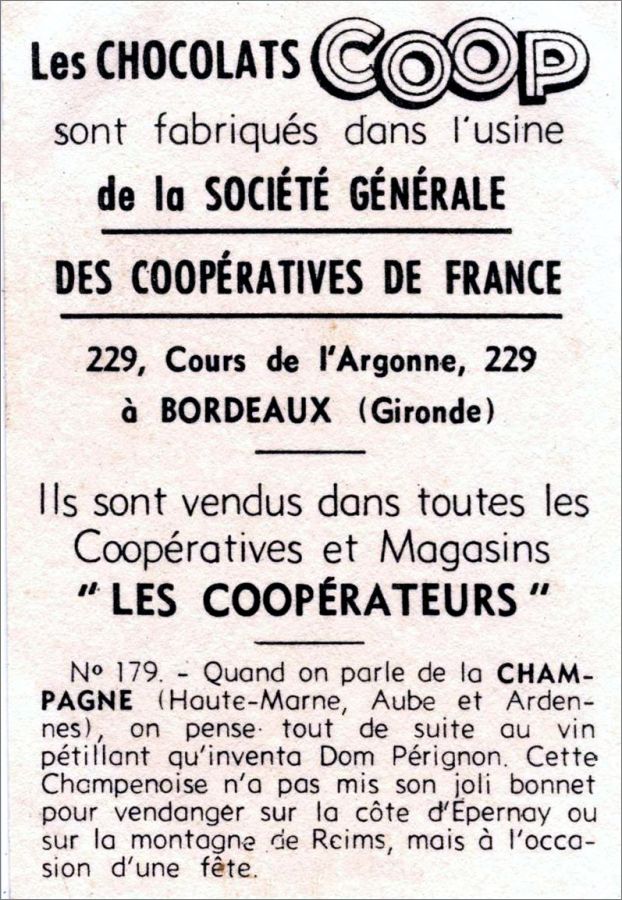 Les CHOCOLATS COOP
sont fabriqués dans l'usine
de la SOCIÉTÉ GÉNÉRALE
DES COOPÉRATIVES DE FRANCE
229, Cours de l'Argonne, 229
à BORDEAUX (Gironde)
Ils sont vendus dans toutes les
Coopératives et Magasins
" LES COOPÉRATEURS "
Nº 179. - Quand on parle de la CHAM-
PAGNE (Haute-Marne, Aube et Arden-
nes), on pense tout de suite au vin
pétillant qu'inventa Dom Pérignon. Cette
Champenoise n'a pas mis son joli bonnet
pour vendanger sur la côte d'Epernay ou
sur la montagne de Reims, mais à l'occa-
sion d'une fête.